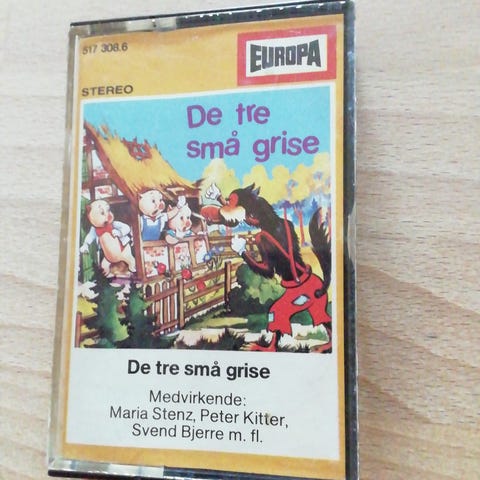 517 308.6
EUROPA
STEREO
De tre
små grise
De tre små grise
Medvirkende:
Maria Stenz, Peter Kitter,
Svend Bjerre m. fl.